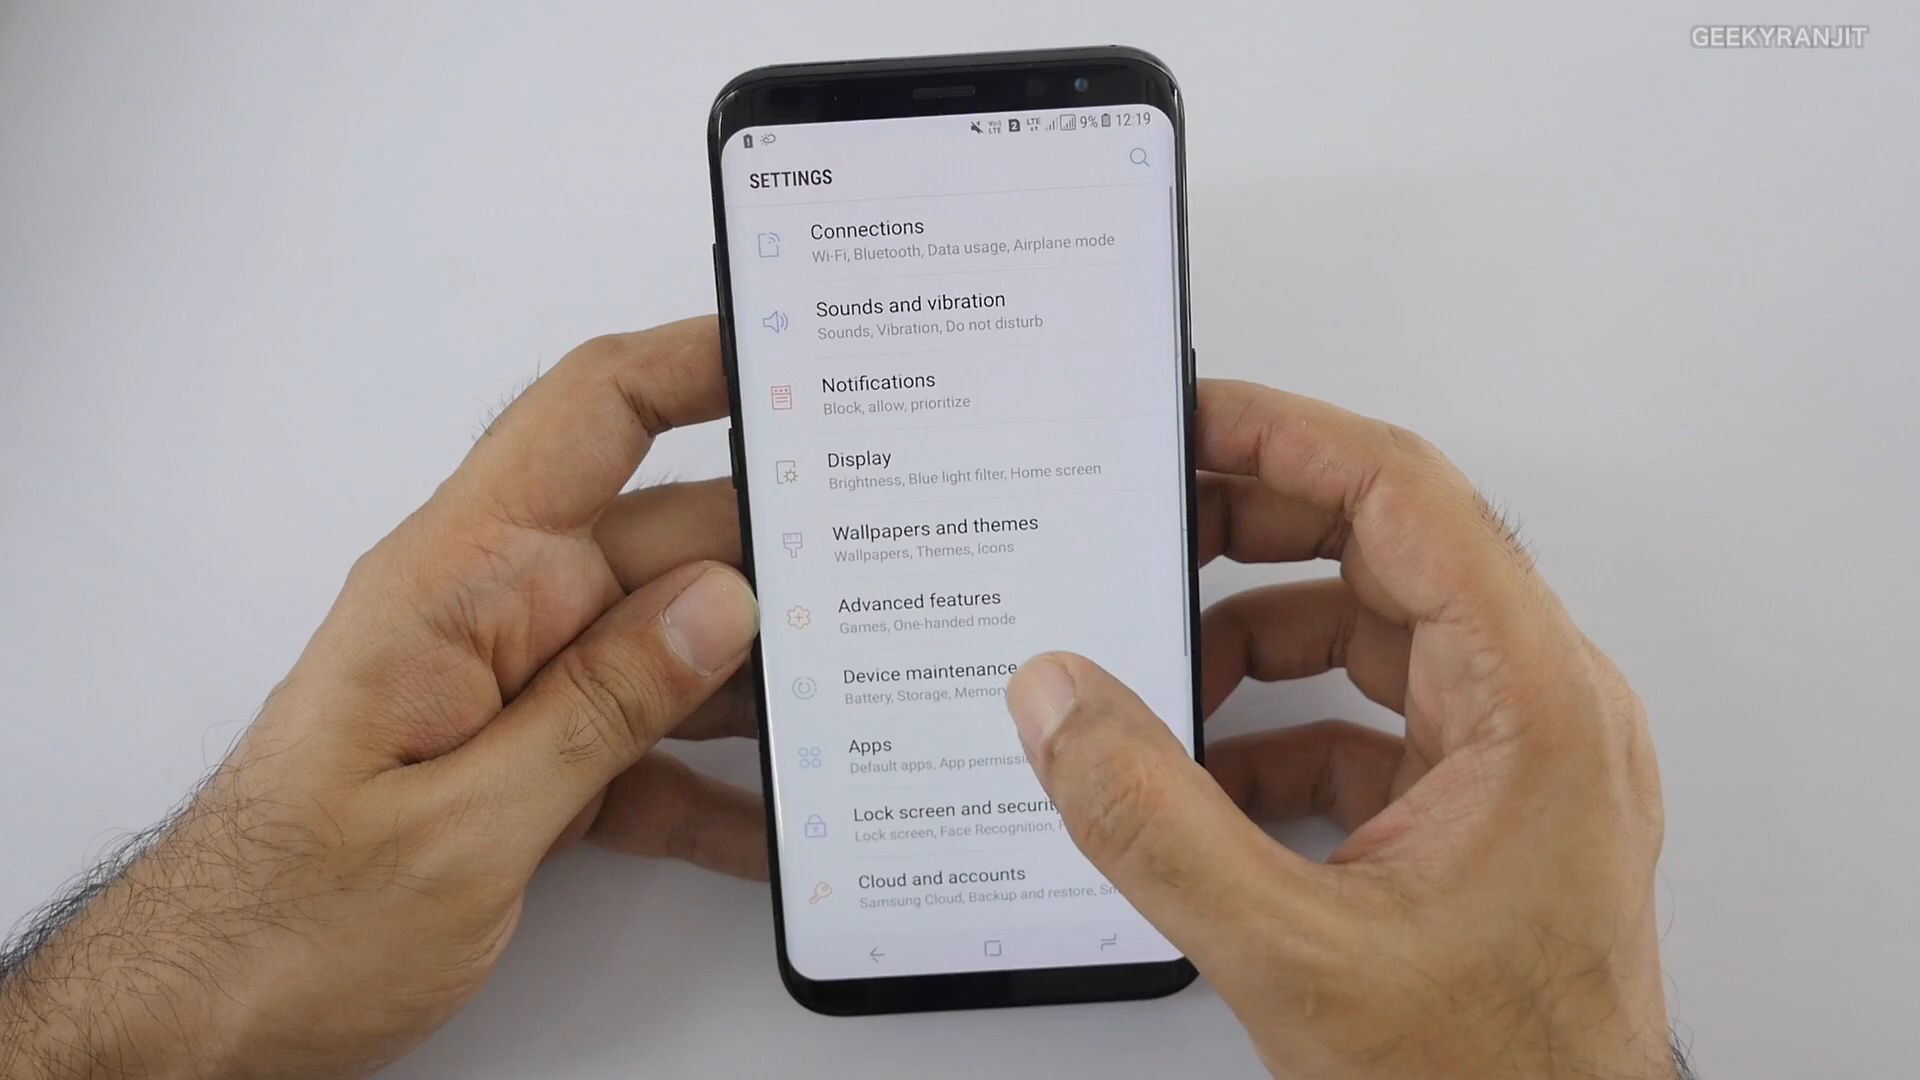 GEEKYRANJIT
LTE 2 LTE 9% 12:19
SETTINGS
Connections
Wi-Fi, Bluetooth, Data usage, Airplane mode
Sounds and vibration
Sounds, Vibration, Do not disturb
Notifications
Block, allow, prioritize
Display
Brightness, Blue light filter, Home screen
Wallpapers and themes
Wallpapers, Themes, Icons
Advanced features
Games, One-handed mode
Device maintenance
Battery, Storage, Memory
Apps
Default apps, App
Lock screen and
Lock screen, Face Recognition,
Cloud and accounts
Samsung Cloud, Backup and restore,